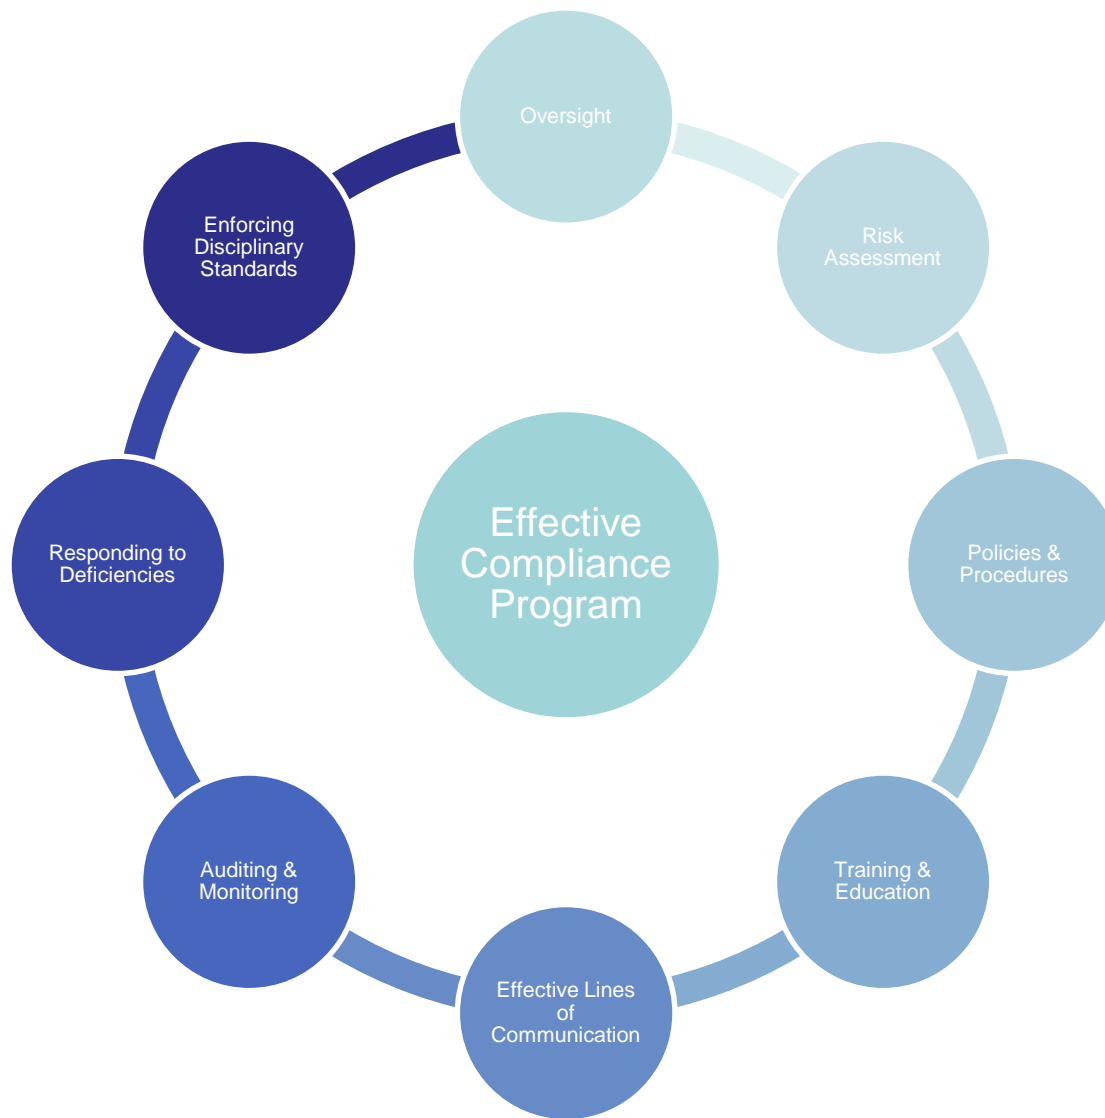 Oversight
Risk
Assessment
Policies &
Procedures
Training &
Education
Effective Lines
of
Communication
Auditing &
Monitoring
Responding to
Deficiencies
Enforcing
Disciplinary
Standards
Effective
Compliance
Program